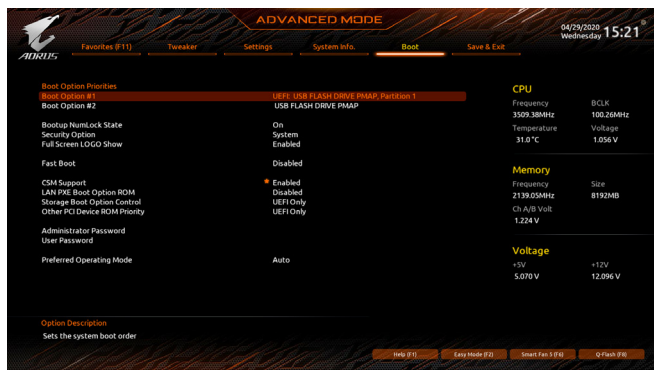 ADVANCED MODE
04/29/2020 Wednesday 15:21
AORUS
Favorites (F11) Tweaker Settings System Info. Boot Save & Exit
Boot Option Priorities
Boot Option #1 UEFI: USB FLASH DRIVE PMAP, Partition 1
Boot Option #2 USB FLASH DRIVE PMAP
Bootup NumLock State On
Security Option System
Full Screen LOGO Show Enabled
Fast Boot Disabled
CSM Support * Enabled
LAN PXE Boot Option ROM Disabled
Storage Boot Option Control UEFI Only
Other PCI Device ROM Priority UEFI Only
Administrator Password
User Password
Preferred Operating Mode Auto
CPU
Frequency BCLK
3509.38MHz 100.26MHz
Temperature Voltage
31.0 °C 1.056 V
Memory
Frequency Size
2139.05MHz 8192MB
Ch A/B Volt
1.224 V
Voltage
+5V +12V
5.070 V 12.096 V
Option Description
Sets the system boot order
Help (F1) Easy Mode (F2) Smart Fan 5 (F6) Q-Flash (F8)